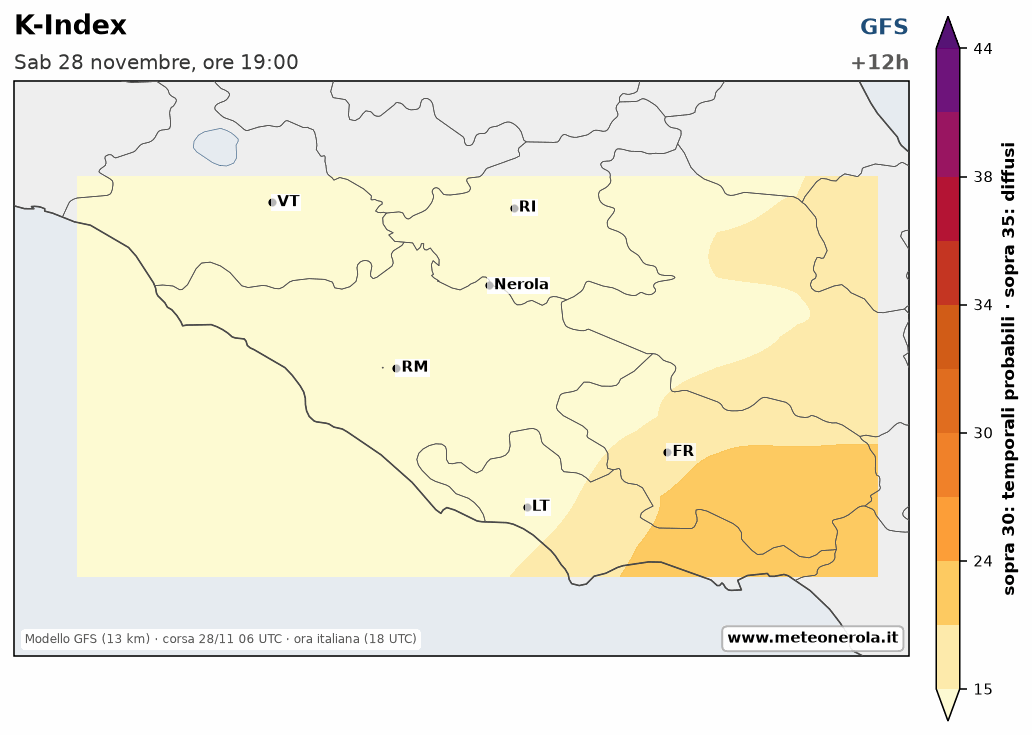 K-Index
GFS
Sab 28 novembre, ore 19:00
+12h
VT
RI
Nerola
RM
FR
LT
Modello GFS (13 km) · corsa 28/11 06 UTC · ora italiana (18 UTC)
www.meteonerola.it
44
38
34
30
24
15
sopra 30: temporali probabili · sopra 35: diffusi